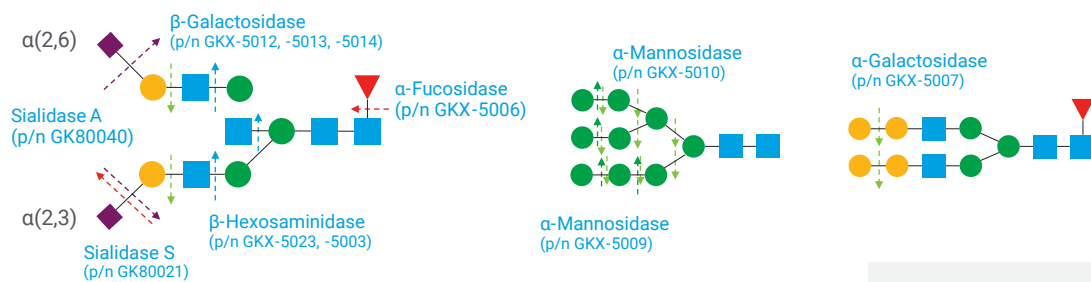 β-Galactosidase
(p/n GKX-5012, -5013, -5014)
α(2,6)
α-Fucosidase
(p/n GKX-5006)
Sialidase A
(p/n GK80040)
α(2,3)
β-Hexosaminidase
(p/n GKX-5023, -5003)
Sialidase S
(p/n GK80021)
α-Mannosidase
(p/n GKX-5010)
α-Mannosidase
(p/n GKX-5009)
α-Galactosidase
(p/n GKX-5007)